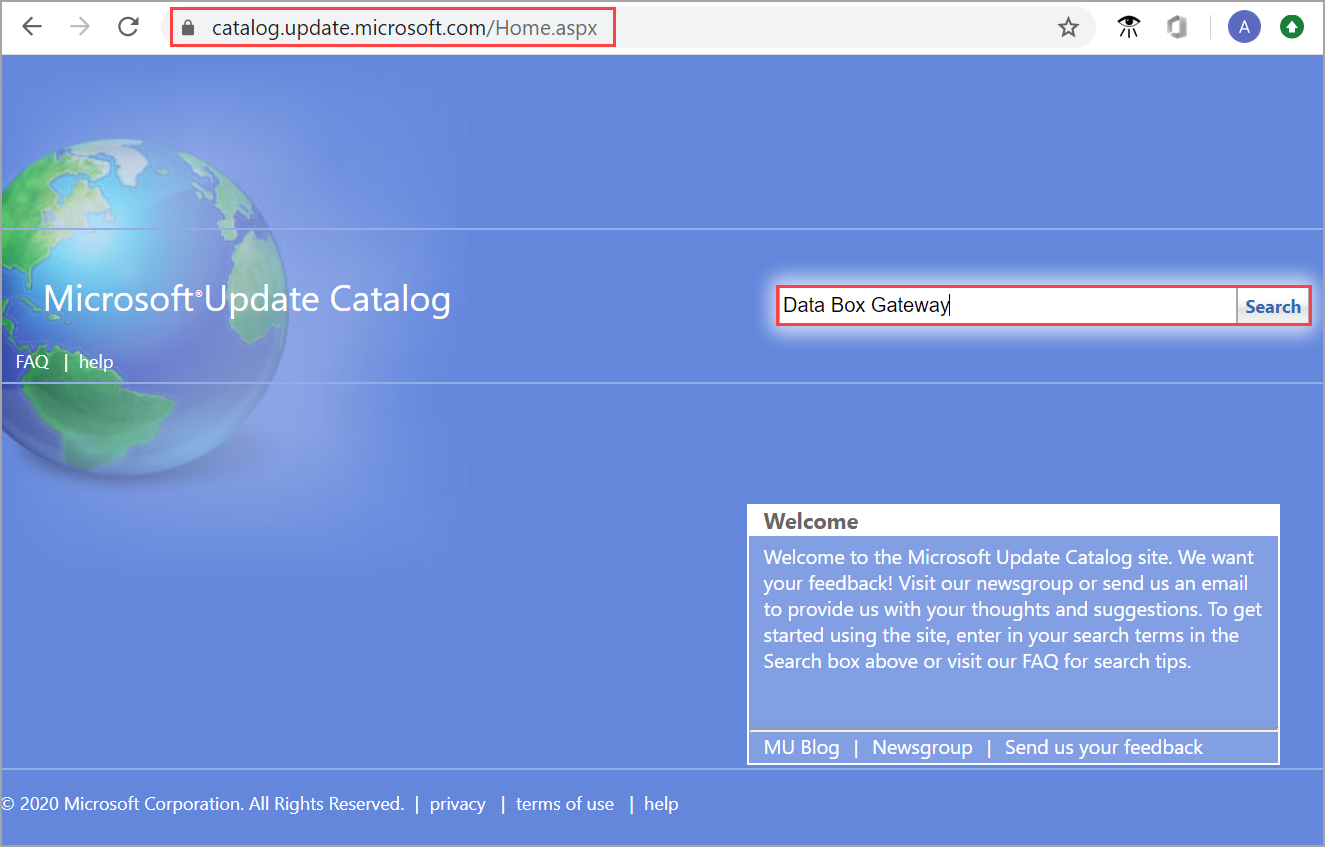 catalog.update.microsoft.com/Home.aspx
A
Microsoft®Update Catalog
Data Box Gateway
Search
FAQ | help
Welcome
Welcome to the Microsoft Update Catalog site. We want
your feedback! Visit our newsgroup or send us an email
to provide us with your thoughts and suggestions. To get
started using the site, enter in your search terms in the
Search box above or visit our FAQ for search tips.
MU Blog | Newsgroup | Send us your feedback
© 2020 Microsoft Corporation. All Rights Reserved. | privacy | terms of use | help